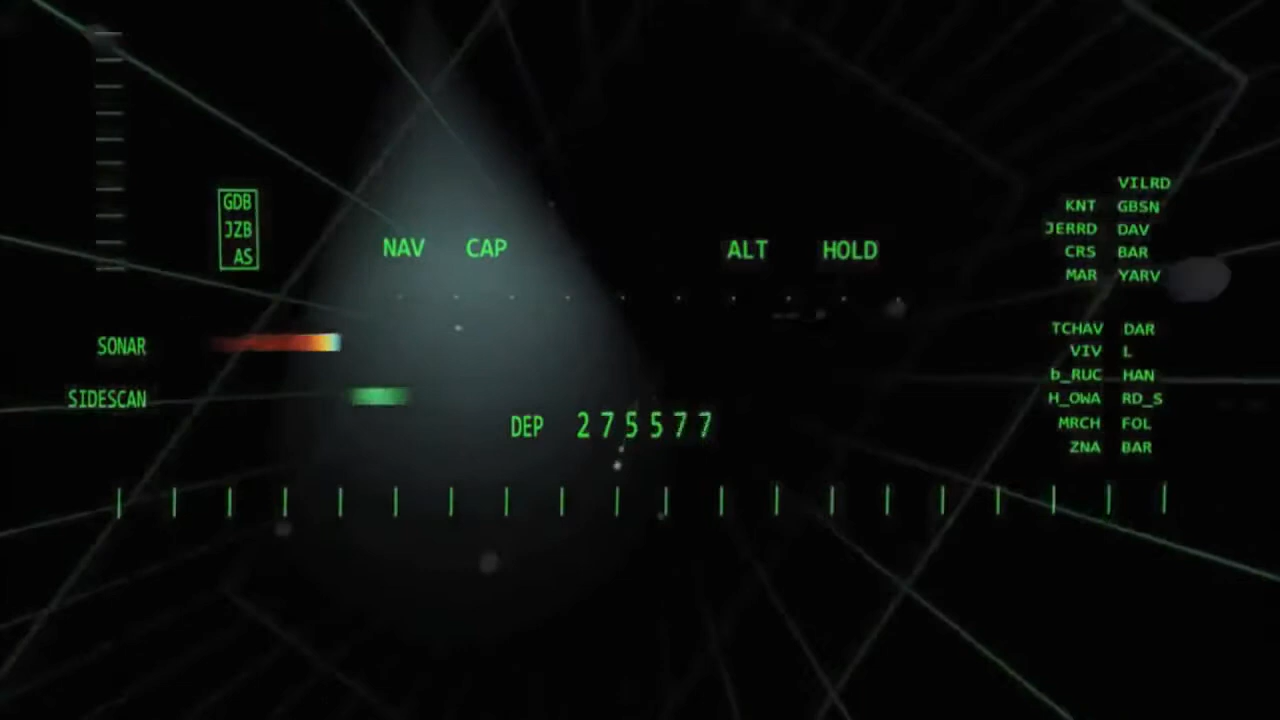 GDB
JZB
AS
NAV CAP
ALT HOLD
VILRD
KNT GBSN
JERRD DAV
CRS BAR
MAR YARV
SONAR
SIDESCAN
DEP 275577
TCHAV DAR
VIV L
b_RUC HAN
H_OWA RD_S
MRCH FOL
ZNA BAR